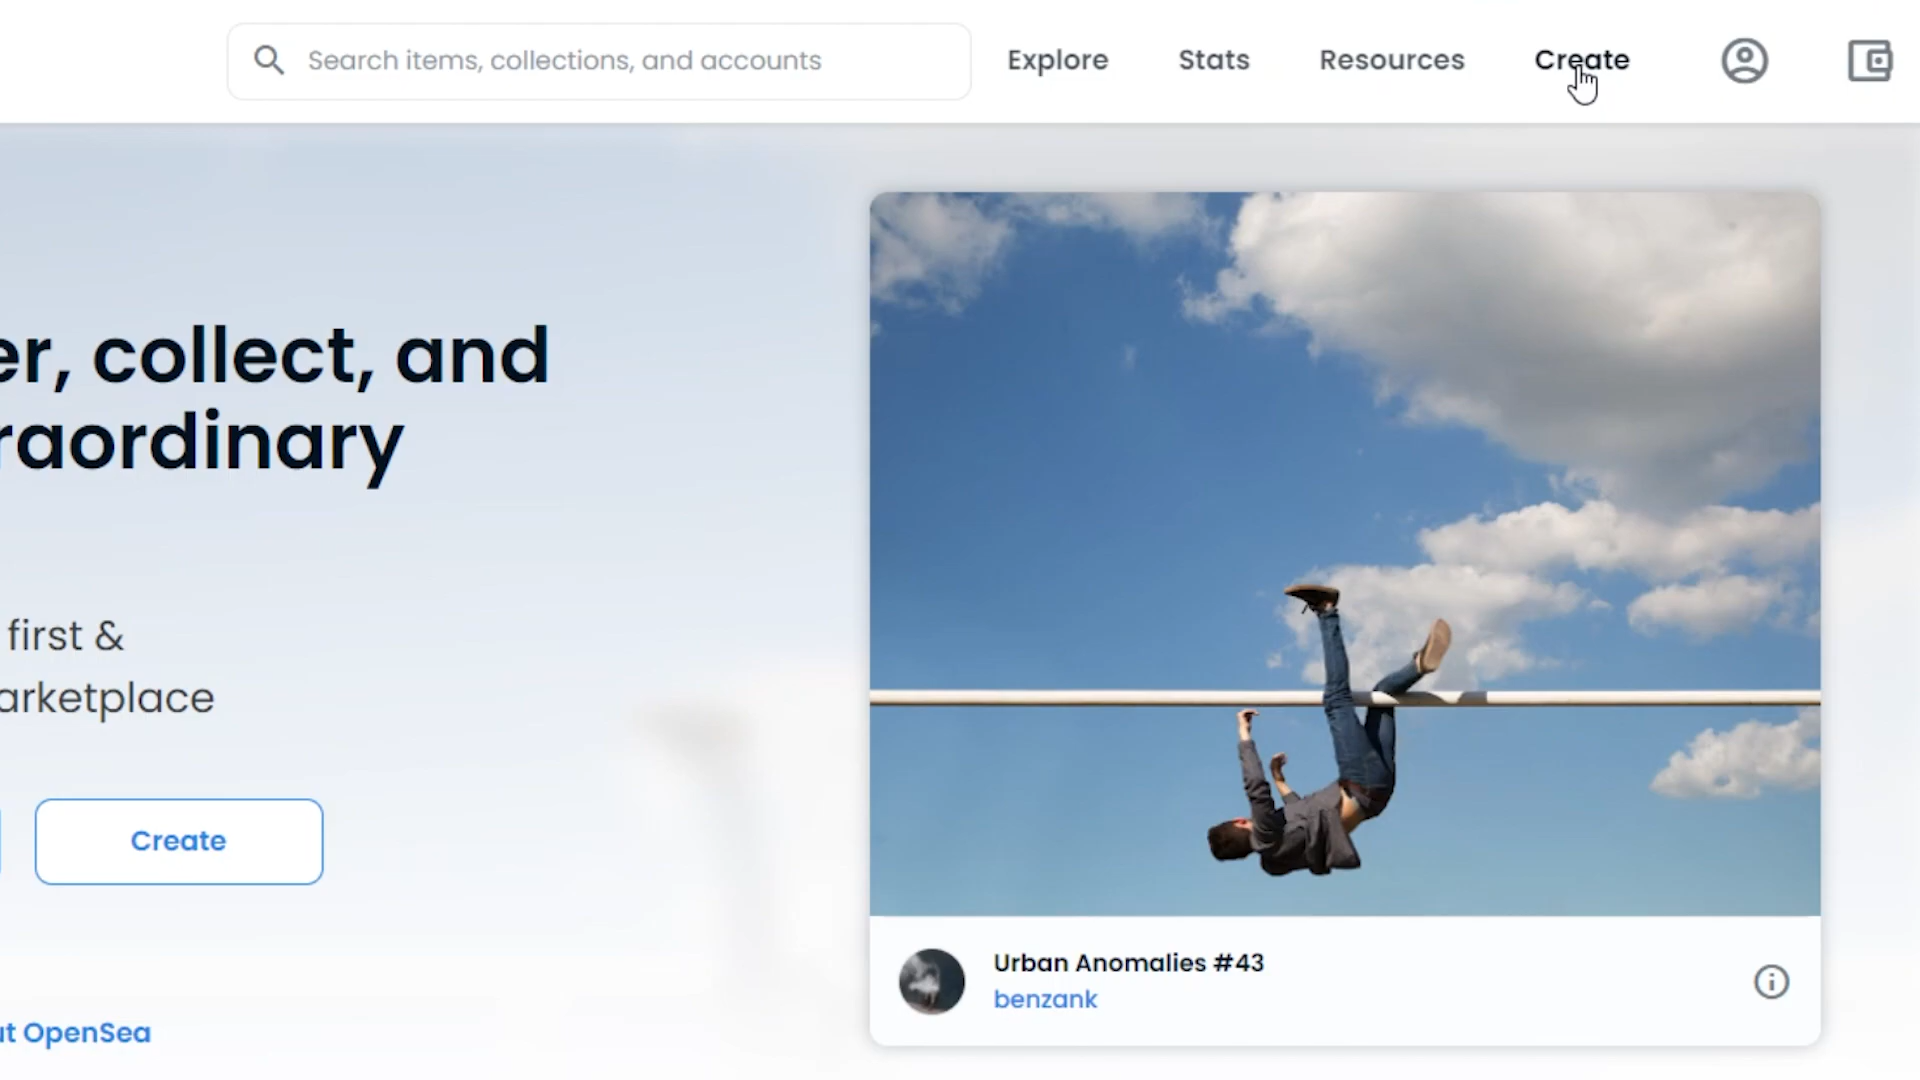 Search items, collections, and accounts
Explore
Stats
Resources
Create
er, collect, and
raordinary
first &
arketplace
Create
Urban Anomalies #43
benzank
ut OpenSea